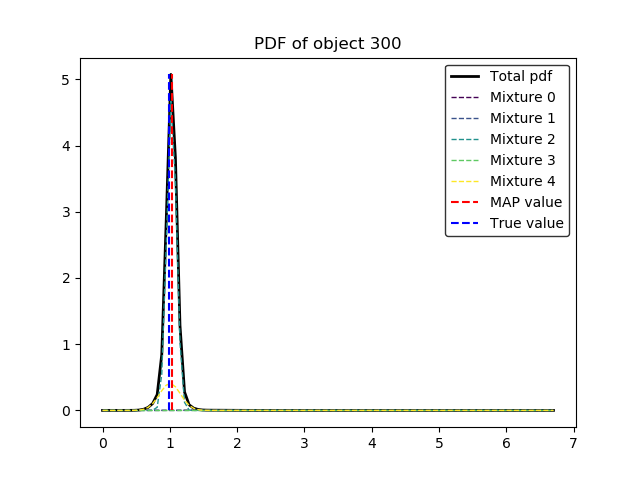 PDF of object 300
Total pdf
Mixture 0
Mixture 1
Mixture 2
Mixture 3
Mixture 4
MAP value
True value
5
4
3
2
1
0
0 1 2 3 4 5 6 7